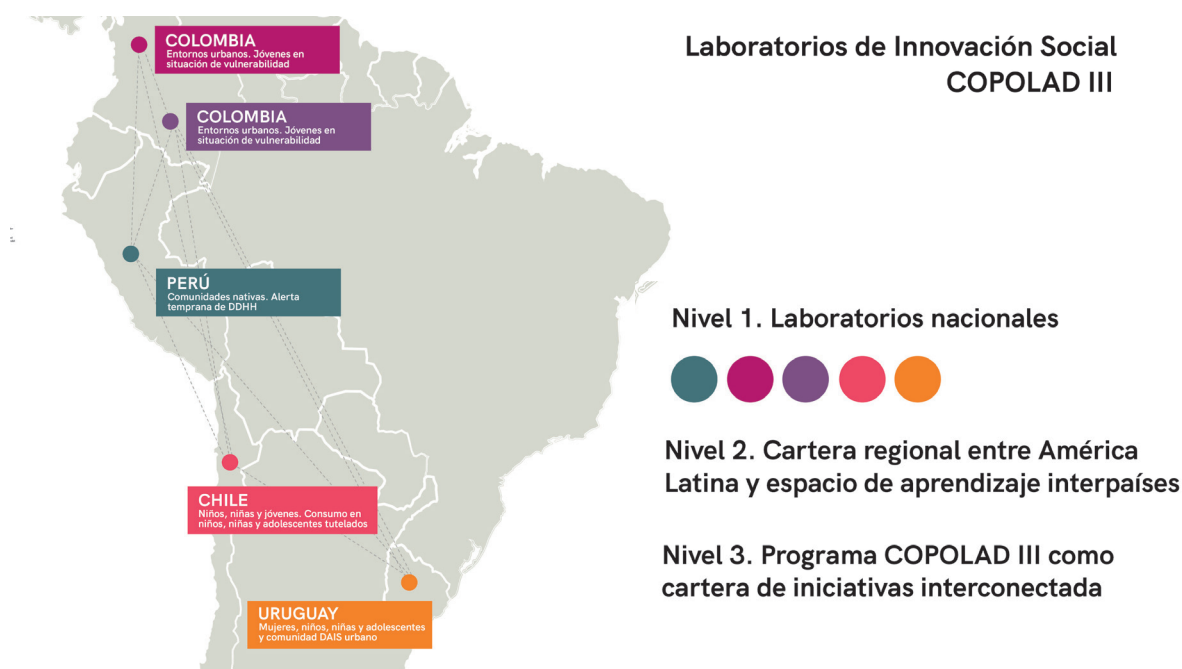 Laboratorios de Innovación Social
COPOLAD III
COLOMBIA
Entornos urbanos. Jóvenes en
situación de vulnerabilidad
COLOMBIA
Entornos urbanos. Jóvenes en
situación de vulnerabilidad
PERÚ
Comunidades nativas. Alerta
temprana de DDHH
CHILE
Niños, niñas y jóvenes. Consumo en
niños, niñas y adolescentes tutelados
URUGUAY
Mujeres, niños, niñas y adolescentes
y comunidad DAIS urbano
Nivel 1. Laboratorios nacionales
Nivel 2. Cartera regional entre América
Latina y espacio de aprendizaje interpaíses
Nivel 3. Programa COPOLAD III como
cartera de iniciativas interconectada